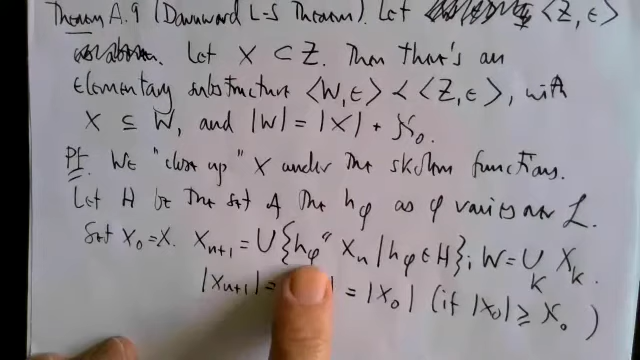 Theorem A.9 (Downward L-S Theorem). Let ⟨Z, ∈⟩
Let X ⊂ Z. Then there's an
Elementary substructure ⟨W, ∈⟩ ≺ ⟨Z, ∈⟩, with
X ⊆ W, and |W| = |X| + ℵ₀.
Pf: We "close up" X under the skolem functions.
Let H be the set of the hφ as φ varies over L.
Set X₀ = X. Xₙ₊₁ = ∪{hφ" Xₙ | hφ ∈ H}; W = ∪ₖ Xₖ.
|Xₙ₊₁| = | = |X₀| (if |X₀| ≥ ℵ₀)